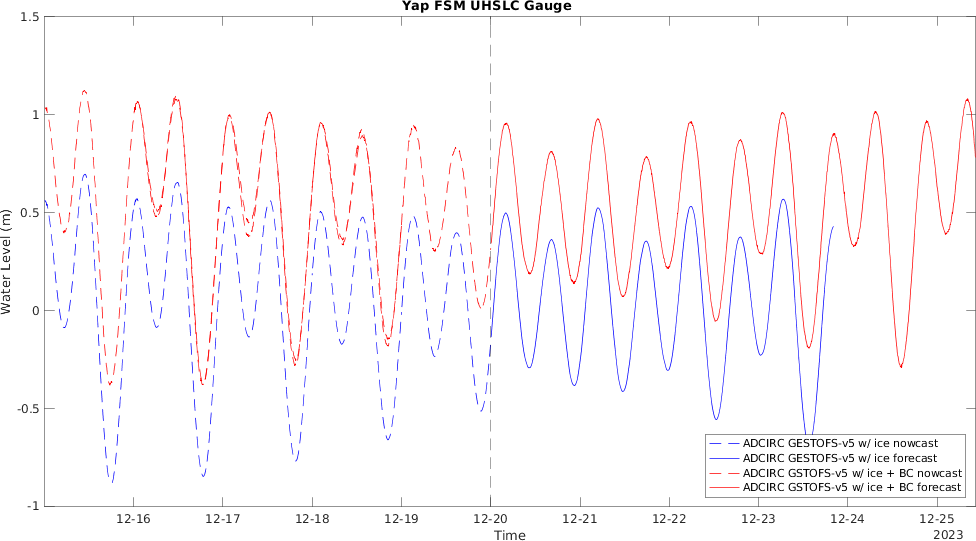 Yap FSM UHSLC Gauge
1.5
1
0.5
0
-0.5
-1
Water Level (m)
12-16
12-17
12-18
12-19
12-20
12-21
12-22
12-23
12-24
12-25
Time
2023
ADCIRC GESTOFS-v5 w/ ice nowcast
ADCIRC GESTOFS-v5 w/ ice forecast
ADCIRC GSTOFS-v5 w/ ice + BC nowcast
ADCIRC GSTOFS-v5 w/ ice + BC forecast